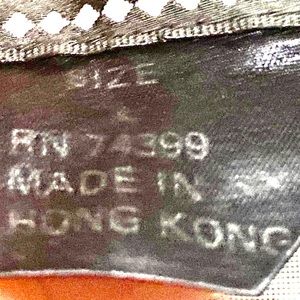 SIZE
RN 74399
MADE IN
HONG KONG